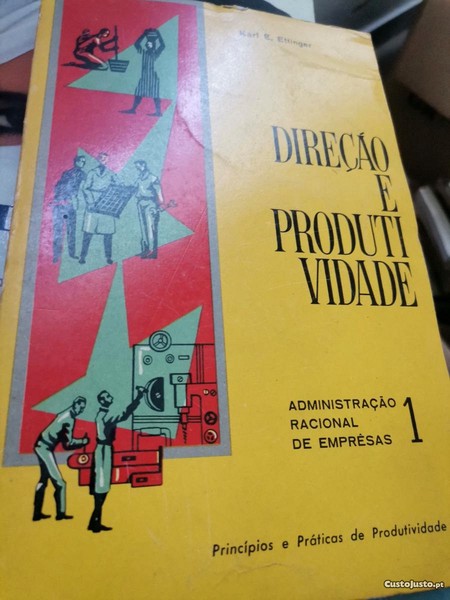 Karl E. Ettinger
DIREÇÃO
E
PRODUTI
VIDADE
ADMINISTRAÇÃO
RACIONAL
DE EMPRÊSAS
1
Princípios e Práticas de Produtividade
CustoJusto.pt